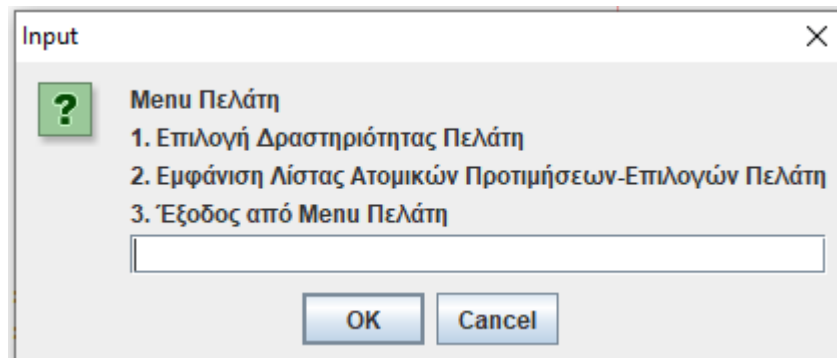 Input
Menu Πελάτη
1. Επιλογή Δραστηριότητας Πελάτη
2. Εμφάνιση Λίστας Ατομικών Προτιμήσεων-Επιλογών Πελάτη
3. Έξοδος από Menu Πελάτη
OK Cancel